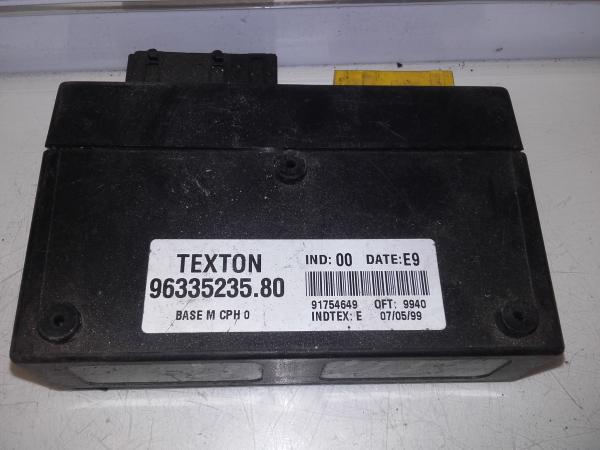 TEXTON
96335235.80
BASE M CPH 0
IND: 00 DATE: E9
91754649 OFT: 9940
INDTEX: E 07/05/99